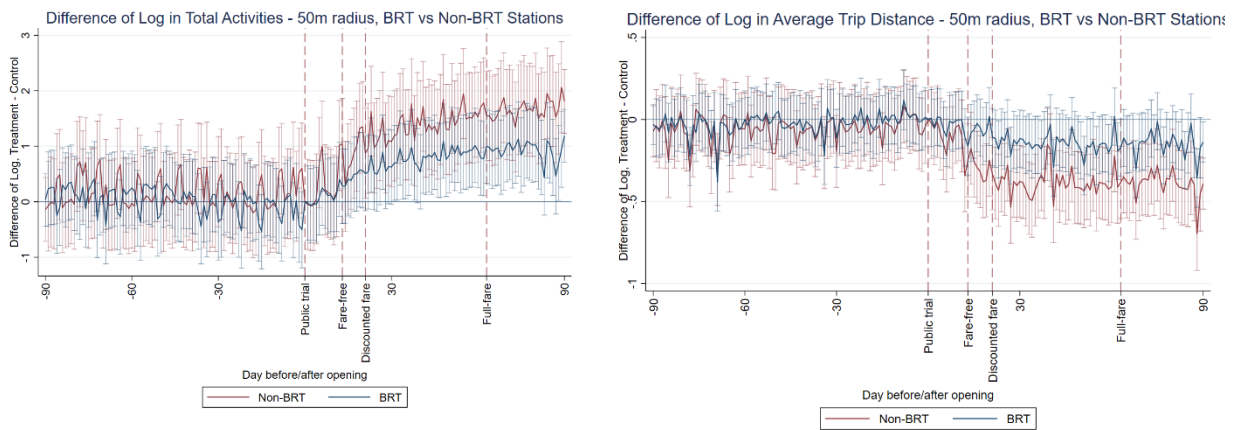 Difference of Log in Total Activities - 50m radius, BRT vs Non-BRT Stations
Difference of Log, Treatment - Control
3
2
1
0
-1
-90
-60
-30
Public trial
Fare-free
Discounted fare
30
Full-fare
90
Day before/after opening
Non-BRT
BRT
Difference of Log in Average Trip Distance - 50m radius, BRT vs Non-BRT Stations
Difference of Log, Treatment - Control
.5
0
-.5
-1
-90
-60
-30
Public trial
Fare-free
Discounted fare
30
Full-fare
90
Day before/after opening
Non-BRT
BRT